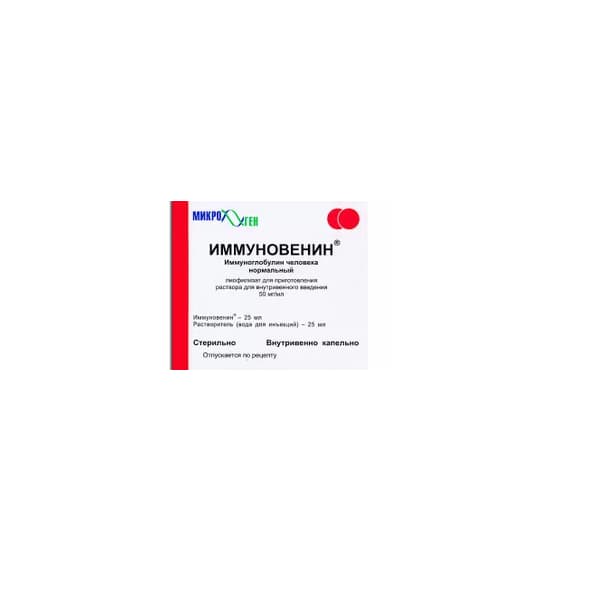 МИКРОГЕН
ИММУНОВЕНИН®
Иммуноглобулин человека
нормальный
лиофилизат для приготовления
раствора для внутривенного введения
50 мг/мл
Иммуновенин® – 25 мл
Растворитель (вода для инъекций) – 25 мл
Стерильно Внутривенно капельно
Отпускается по рецепту